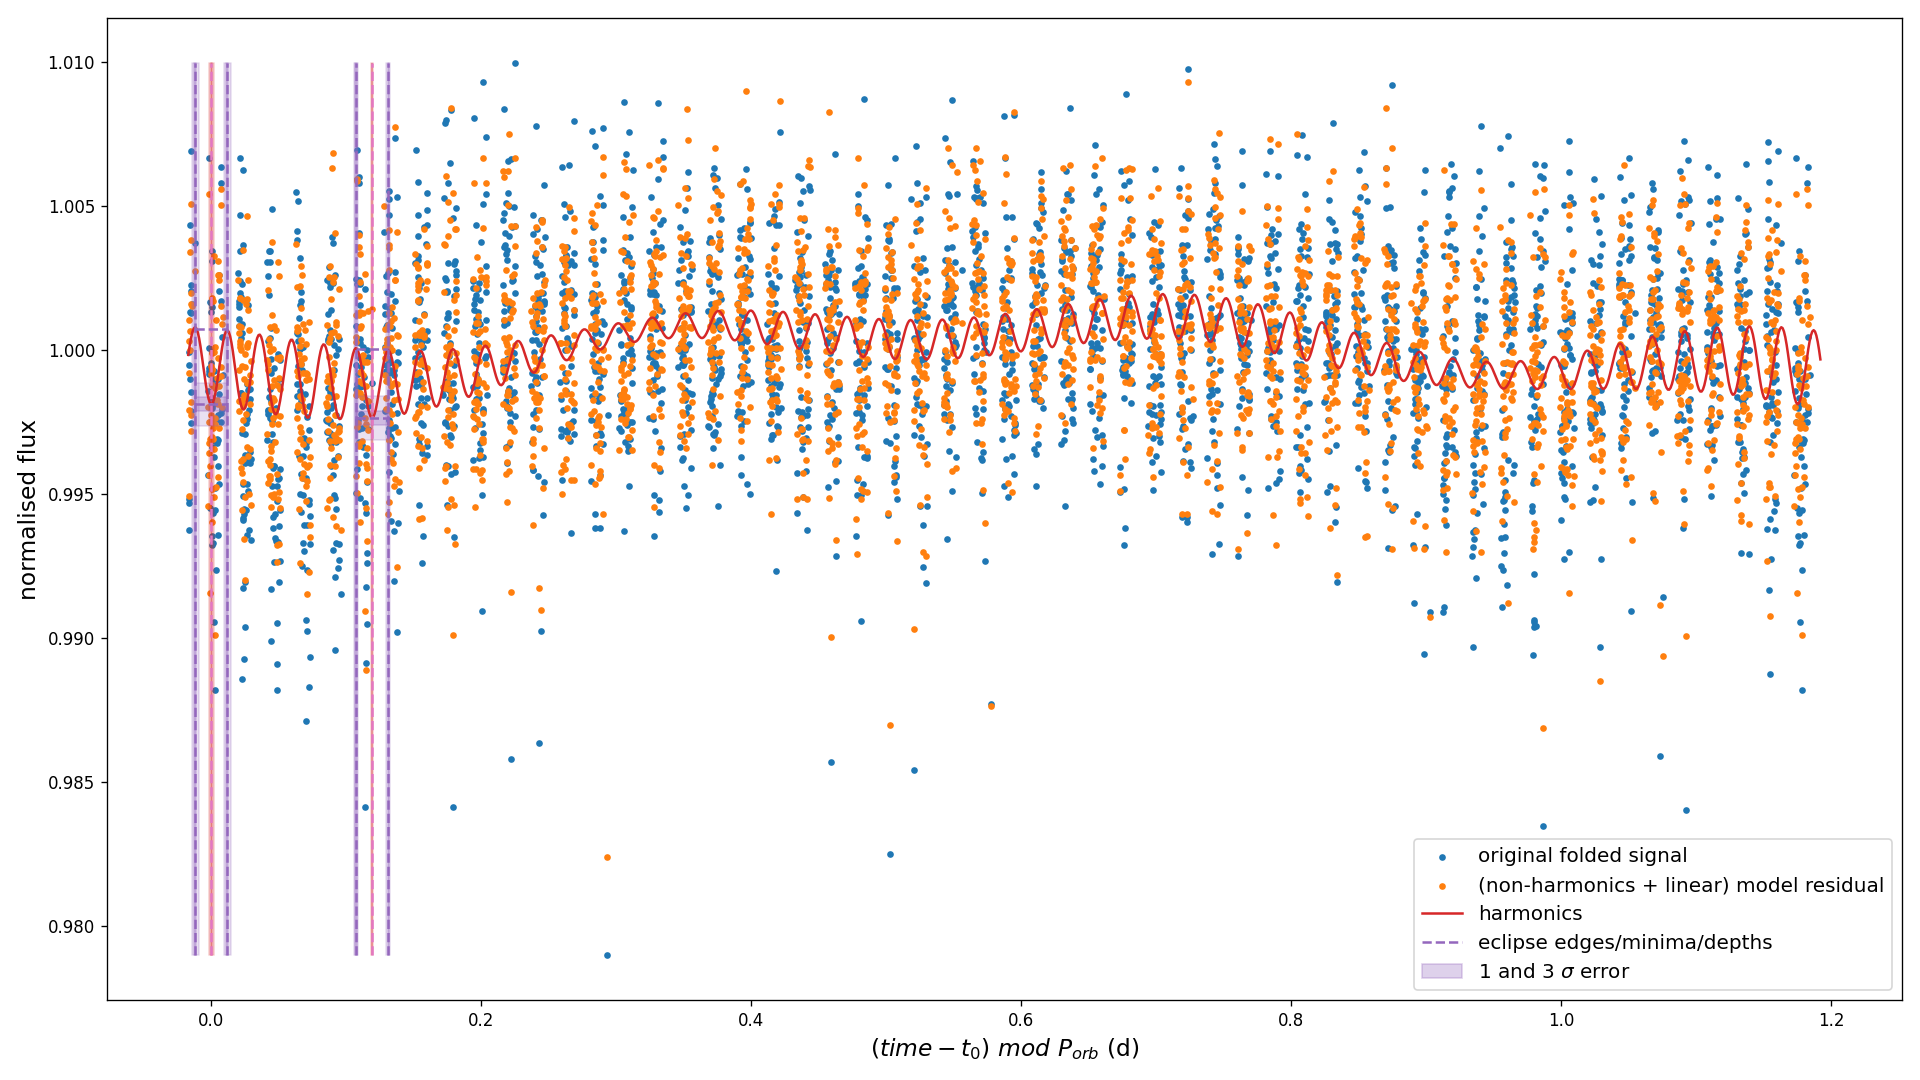 1.010
1.005
1.000
0.995
0.990
0.985
0.980
normalised flux
0.0
0.2
0.4
0.6
0.8
1.0
1.2
(time − t₀) mod Pₒᵣᵦ (d)
original folded signal
(non-harmonics + linear) model residual
harmonics
eclipse edges/minima/depths
1 and 3 σ error